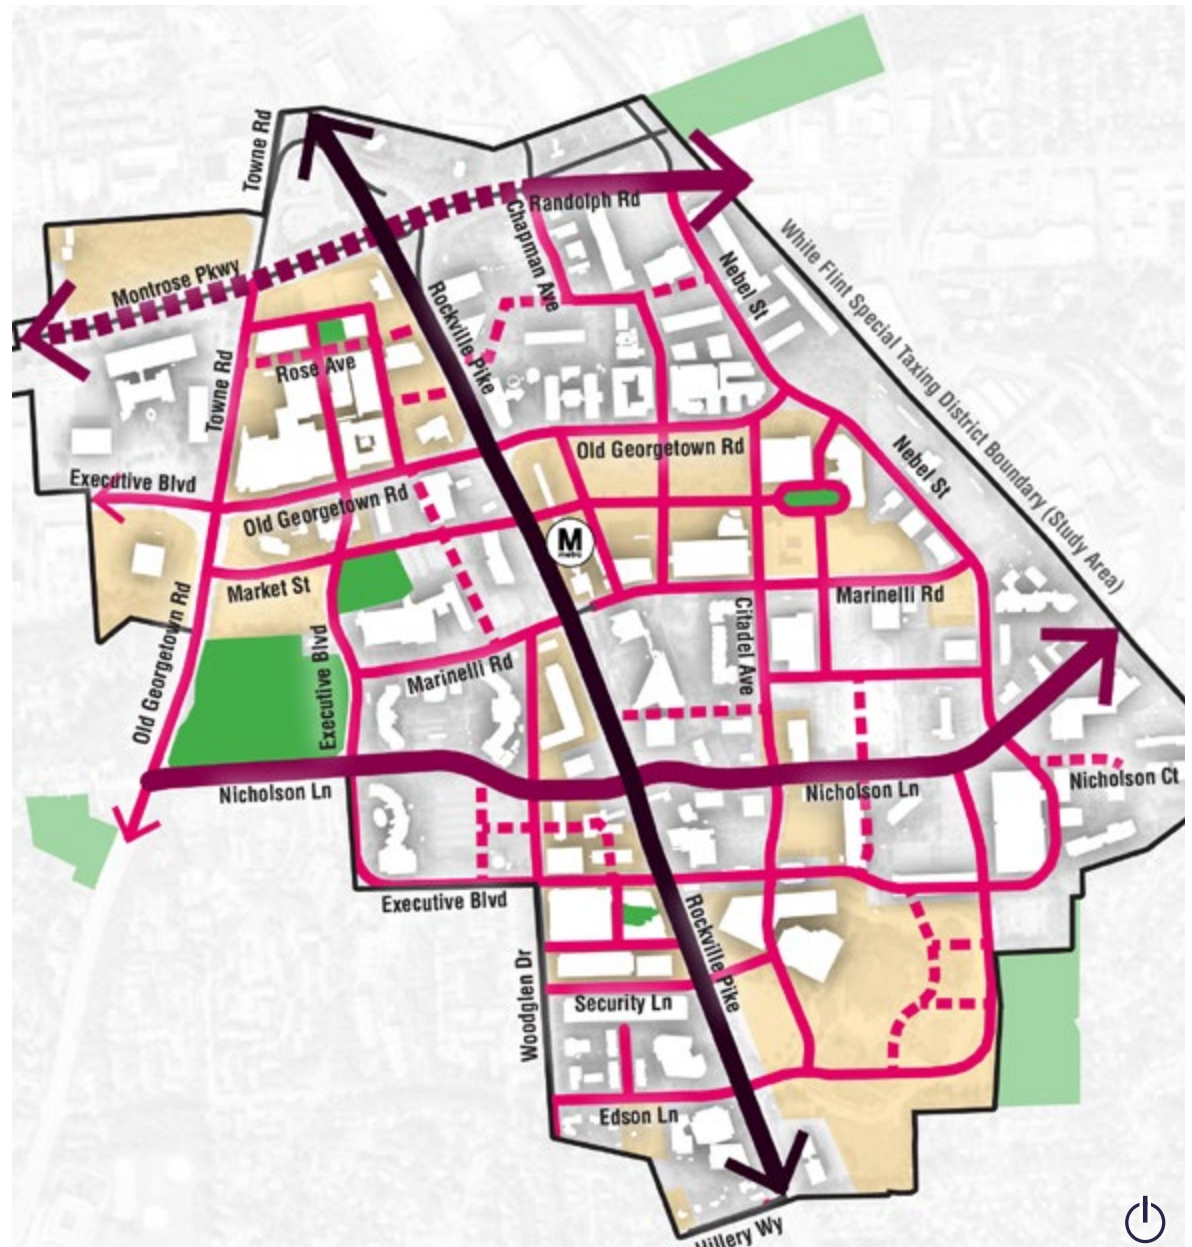 Towne Rd
Randolph Rd
Chapman Ave
Montrose Pkwy
Nebel St
White Flint Special Taxing District Boundary (Study Area)
Rockville Pike
Towne Rd
Rose Ave
Old Georgetown Rd
Nebel St
Executive Blvd
Old Georgetown Rd
M
metro
Market St
Marinelli Rd
Citadel Ave
Old Georgetown Rd
Executive Blvd
Marinelli Rd
Nicholson Ln
Nicholson Ln
Nicholson Ct
Executive Blvd
Rockville Pike
Woodglen Dr
Security Ln
Edson Ln
Hillery Wy